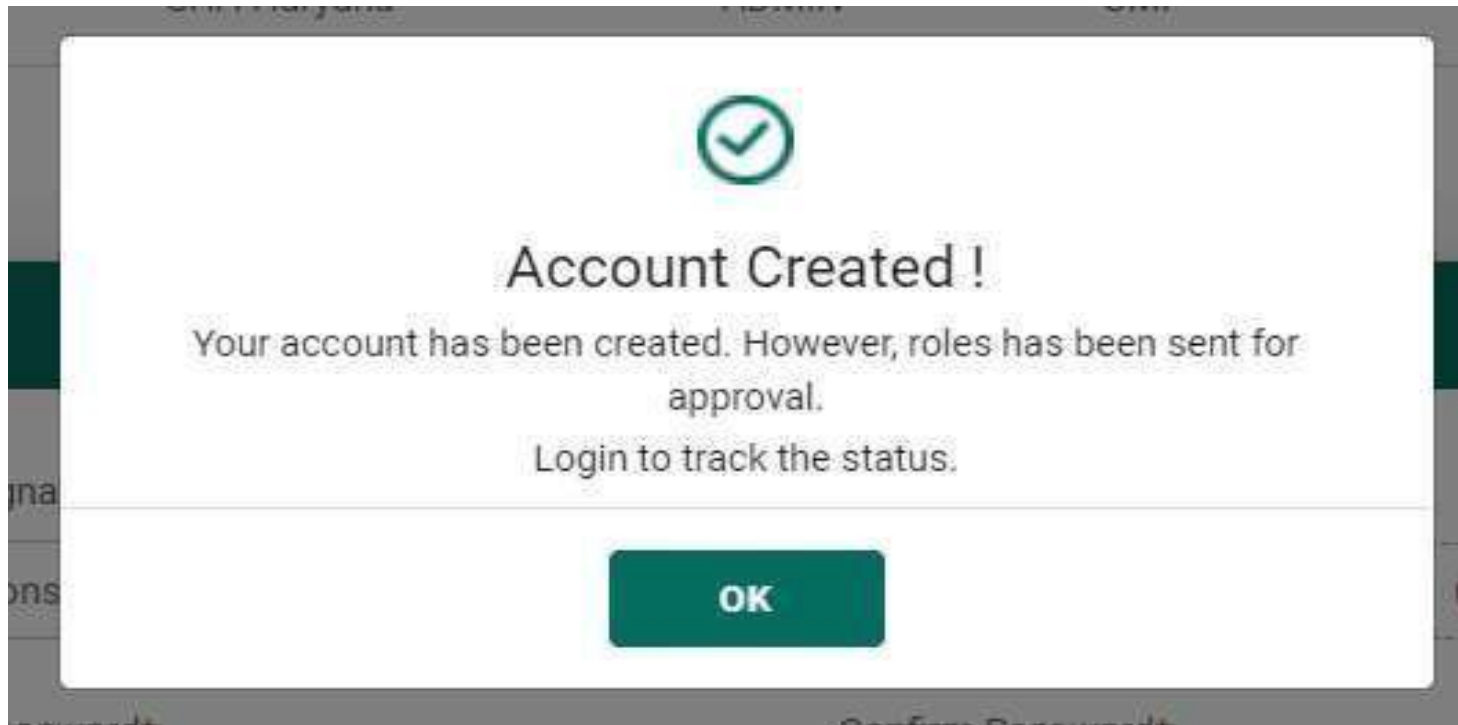 Account Created !
Your account has been created. However, roles has been sent for
approval.
Login to track the status.
OK